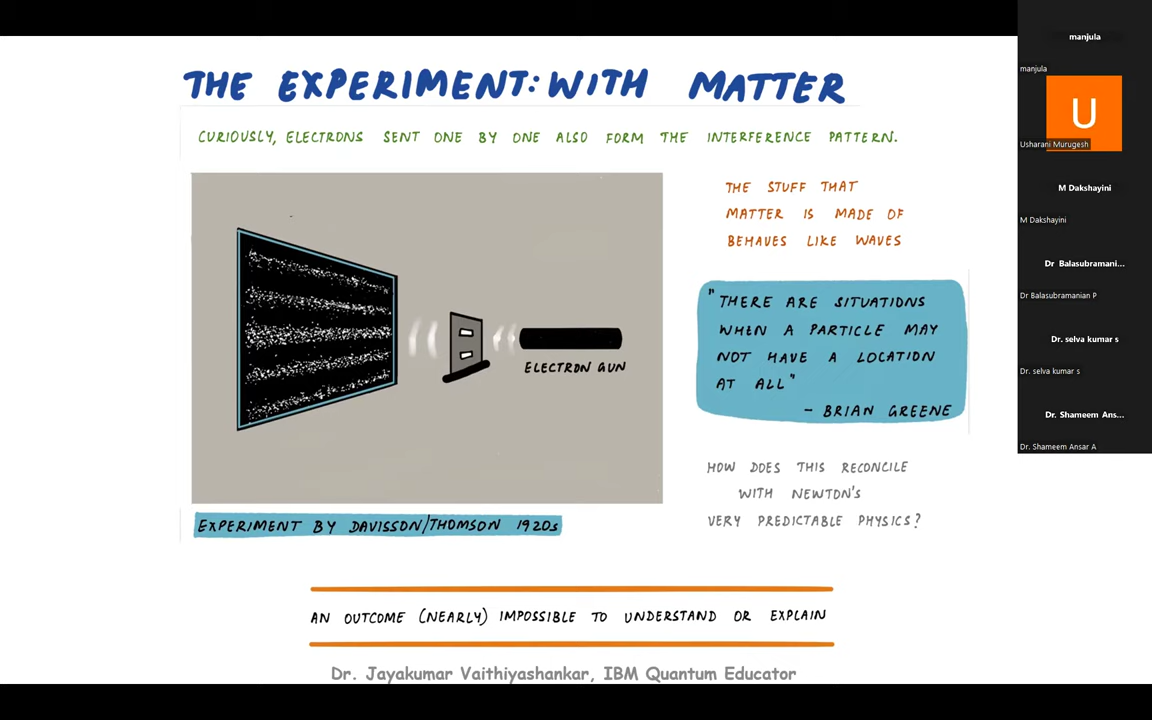 THE EXPERIMENT: WITH MATTER
CURIOUSLY, ELECTRONS SENT ONE BY ONE ALSO FORM THE INTERFERENCE PATTERN.
ELECTRON GUN
EXPERIMENT BY DAVISSON/THOMSON 1920s
THE STUFF THAT
MATTER IS MADE OF
BEHAVES LIKE WAVES
"THERE ARE SITUATIONS
WHEN A PARTICLE MAY
NOT HAVE A LOCATION
AT ALL"
- BRIAN GREENE
HOW DOES THIS RECONCILE
WITH NEWTON'S
VERY PREDICTABLE PHYSICS?
AN OUTCOME (NEARLY) IMPOSSIBLE TO UNDERSTAND OR EXPLAIN
Dr. Jayakumar Vaithiyashankar, IBM Quantum Educator
manjula
manjula
U
Usharani Murugesh
M Dakshayini
M Dakshayini
Dr Balasubramani...
Dr Balasubramanian P
Dr. selva kumar s
Dr. selva kumar s
Dr. Shameem Ans...
Dr. Shameem Ansar A